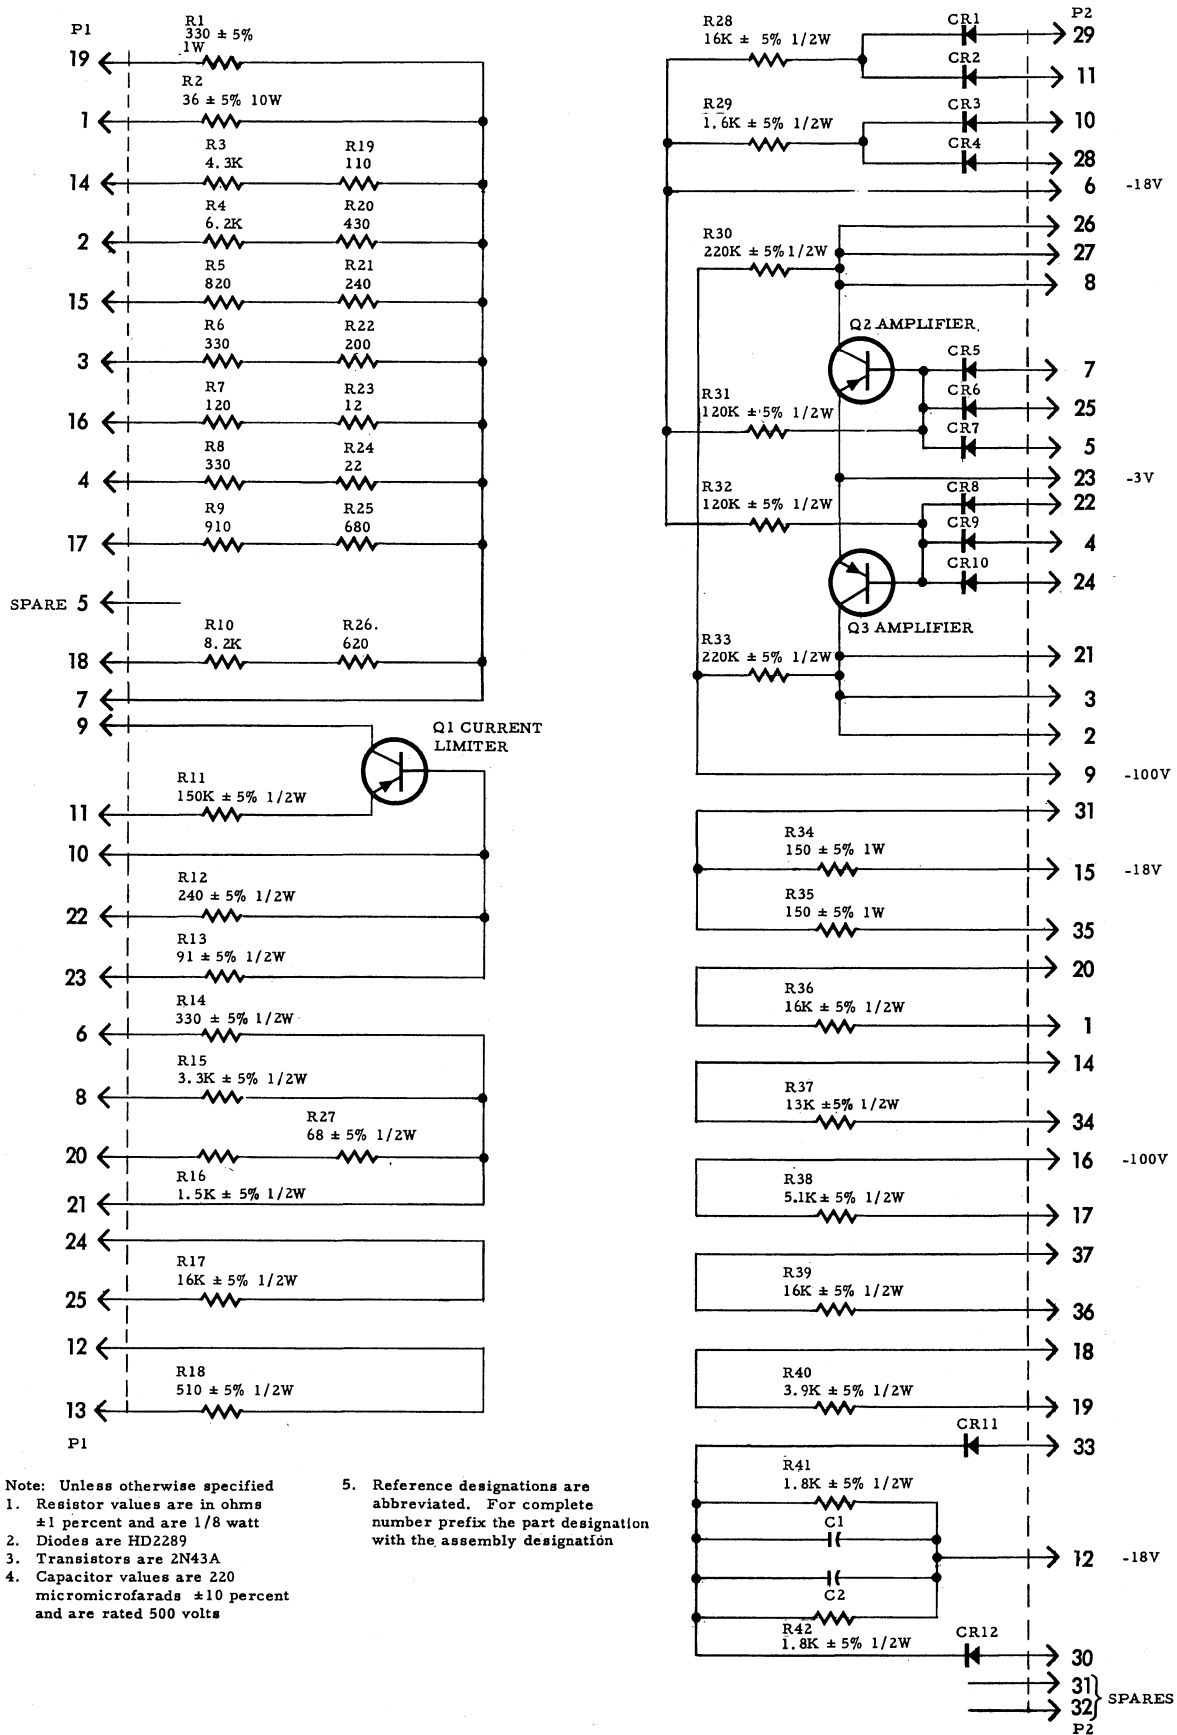 P1
R1
330 ± 5%
1W
19
R2
36 ± 5% 10W
1
R3
4.3K
R19
110
14
R4
6.2K
R20
430
2
R5
820
R21
240
15
R6
330
R22
200
3
R7
120
R23
12
16
R8
330
R24
22
4
R9
910
R25
680
17
SPARE 5
R10
8.2K
R26.
620
18
7
9
Q1 CURRENT
LIMITER
R11
150K ± 5% 1/2W
11
10
R12
240 ± 5% 1/2W
22
R13
91 ± 5% 1/2W
23
R14
330 ± 5% 1/2W
6
R15
3.3K ± 5% 1/2W
8
R27
68 ± 5% 1/2W
20
R16
1.5K ± 5% 1/2W
21
24
R17
16K ± 5% 1/2W
25
12
R18
510 ± 5% 1/2W
13
P1
Note: Unless otherwise specified
1. Resistor values are in ohms
±1 percent and are 1/8 watt
2. Diodes are HD2289
3. Transistors are 2N43A
4. Capacitor values are 220
micromicrofarads ±10 percent
and are rated 500 volts
5. Reference designations are
abbreviated. For complete
number prefix the part designation
with the assembly designation
P2
R28
16K ± 5% 1/2W
CR1
29
CR2
11
R29
1.6K ± 5% 1/2W
CR3
10
CR4
28
6 -18V
26
R30
220K ± 5% 1/2W
27
8
Q2 AMPLIFIER
CR5
7
CR6
25
R31
120K ± 5% 1/2W
CR7
5
23 -3V
R32
120K ± 5% 1/2W
CR8
22
CR9
4
CR10
24
Q3 AMPLIFIER
R33
220K ± 5% 1/2W
21
3
2
9 -100V
31
R34
150 ± 5% 1W
15 -18V
R35
150 ± 5% 1W
35
20
R36
16K ± 5% 1/2W
1
14
R37
13K ±5% 1/2W
34
16 -100V
R38
5.1K ± 5% 1/2W
17
37
R39
16K ± 5% 1/2W
36
18
R40
3.9K ± 5% 1/2W
19
CR11
33
R41
1.8K ± 5% 1/2W
C1
12 -18V
C2
R42
1.8K ± 5% 1/2W
CR12
30
31
32
SPARES
P2